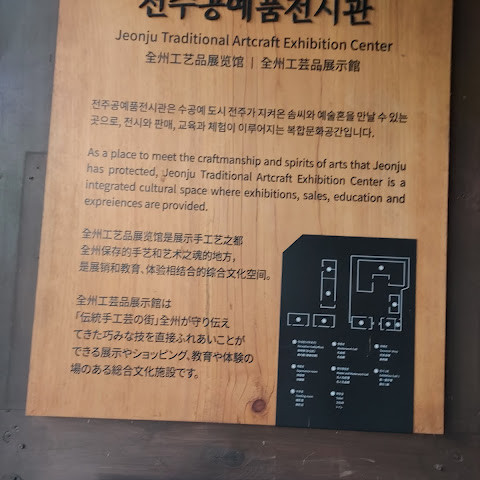 전주공예품전시관
Jeonju Traditional Artcraft Exhibition Center
全州工艺品展览馆 | 全州工芸品展示館
전주공예품전시관은 수공예 도시 전주가 지켜온 솜씨와 예술혼을 만날 수 있는
곳으로, 전시와 판매, 교육과 체험이 이루어지는 복합문화공간입니다.
As a place to meet the craftmanship and spirits of arts that Jeonju
has protected, Jeonju Traditional Artcraft Exhibition Center is a
integrated cultural space where exhibitions, sales, education and
expreiences are provided.
全州工艺品展览馆是展示手工艺之都
全州保存的手艺和艺术之魂的地方,
是展销和教育、体验相结合的综合文化空间。
全州工芸品展示館は
「伝統手工芸の街」全州が守り伝え
てきた巧みな技を直接ふれあいことが
できる展示やショッピング、教育や体験の
場のある総合文化施設です。